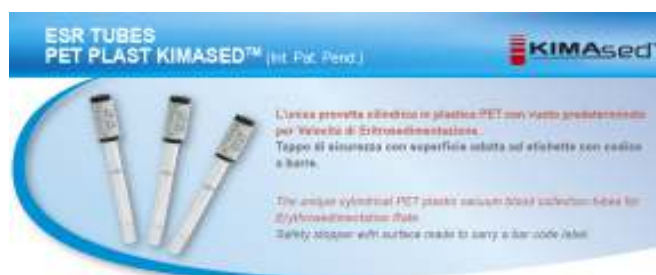 ESR TUBES
PET PLAST KIMASED™ (Int. Pat. Pend.)
KIMAsed
L'unica provetta cilindrica in plastica PET con vuoto predeterminato
per Velocità di Eritrosedimentazione.
Tappo di sicurezza con superficie adatta ad etichette con codice
a barre.
The unique cylindrical PET plastic vacuum blood collection tubes for
Erythrosedimentation Rate.
Safety stopper with surface made to carry a bar code label.